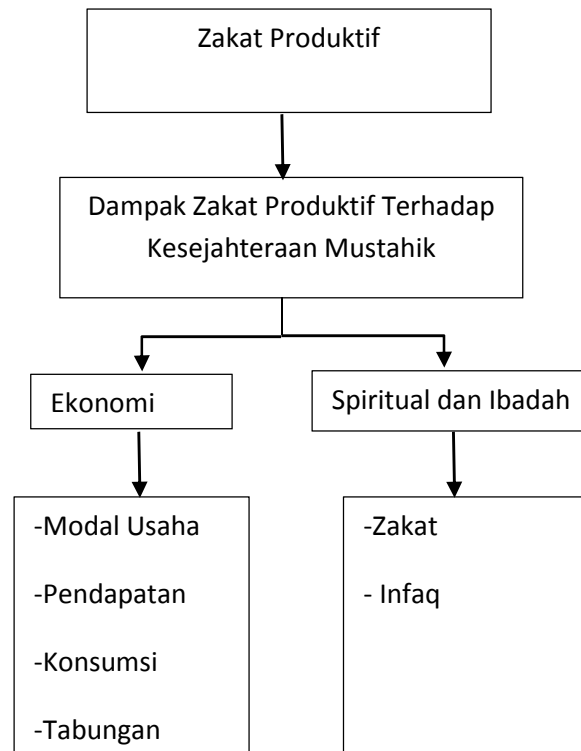 Zakat Produktif
Dampak Zakat Produktif Terhadap
Kesejahteraan Mustahik
Ekonomi
Spiritual dan Ibadah
-Modal Usaha
-Pendapatan
-Konsumsi
-Tabungan
-Zakat
- Infaq